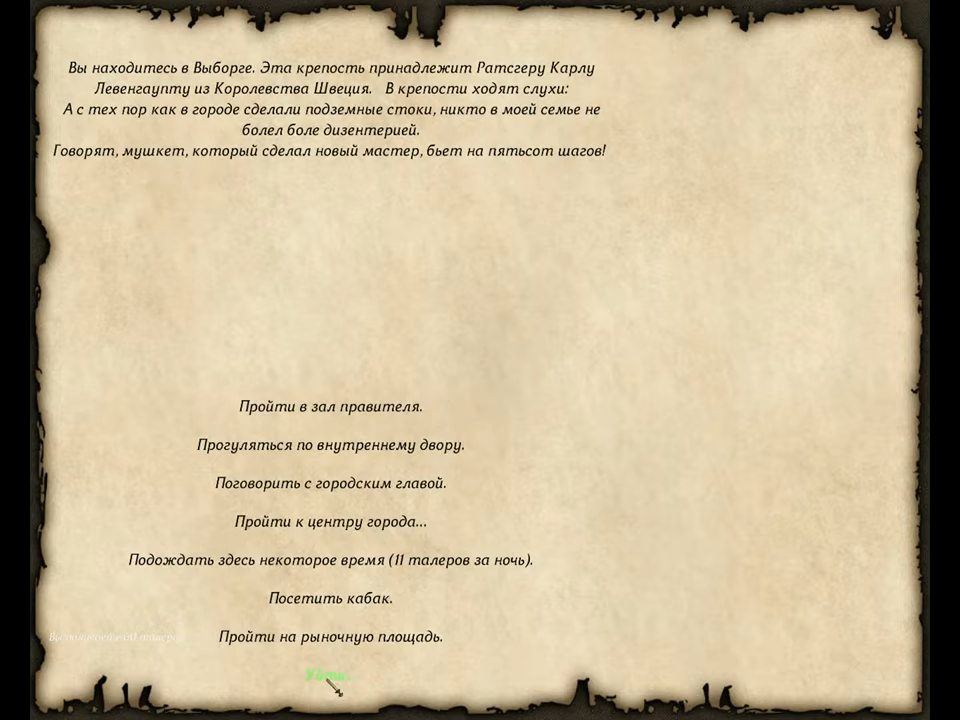 Вы находитесь в Выборге. Эта крепость принадлежит Ратсгеру Карлу
Левенгаупту из Королевства Швеция. В крепости ходят слухи:
А с тех пор как в городе сделали подземные стоки, никто в моей семье не
болел боле дизентерией.
Говорят, мушкет, который сделал новый мастер, бьет на пятьсот шагов!
Пройти в зал правителя.
Прогуляться по внутреннему двору.
Поговорить с городским главой.
Пройти к центру города...
Подождать здесь некоторое время (11 талеров за ночь).
Посетить кабак.
Пройти на рыночную площадь.
Уйти.